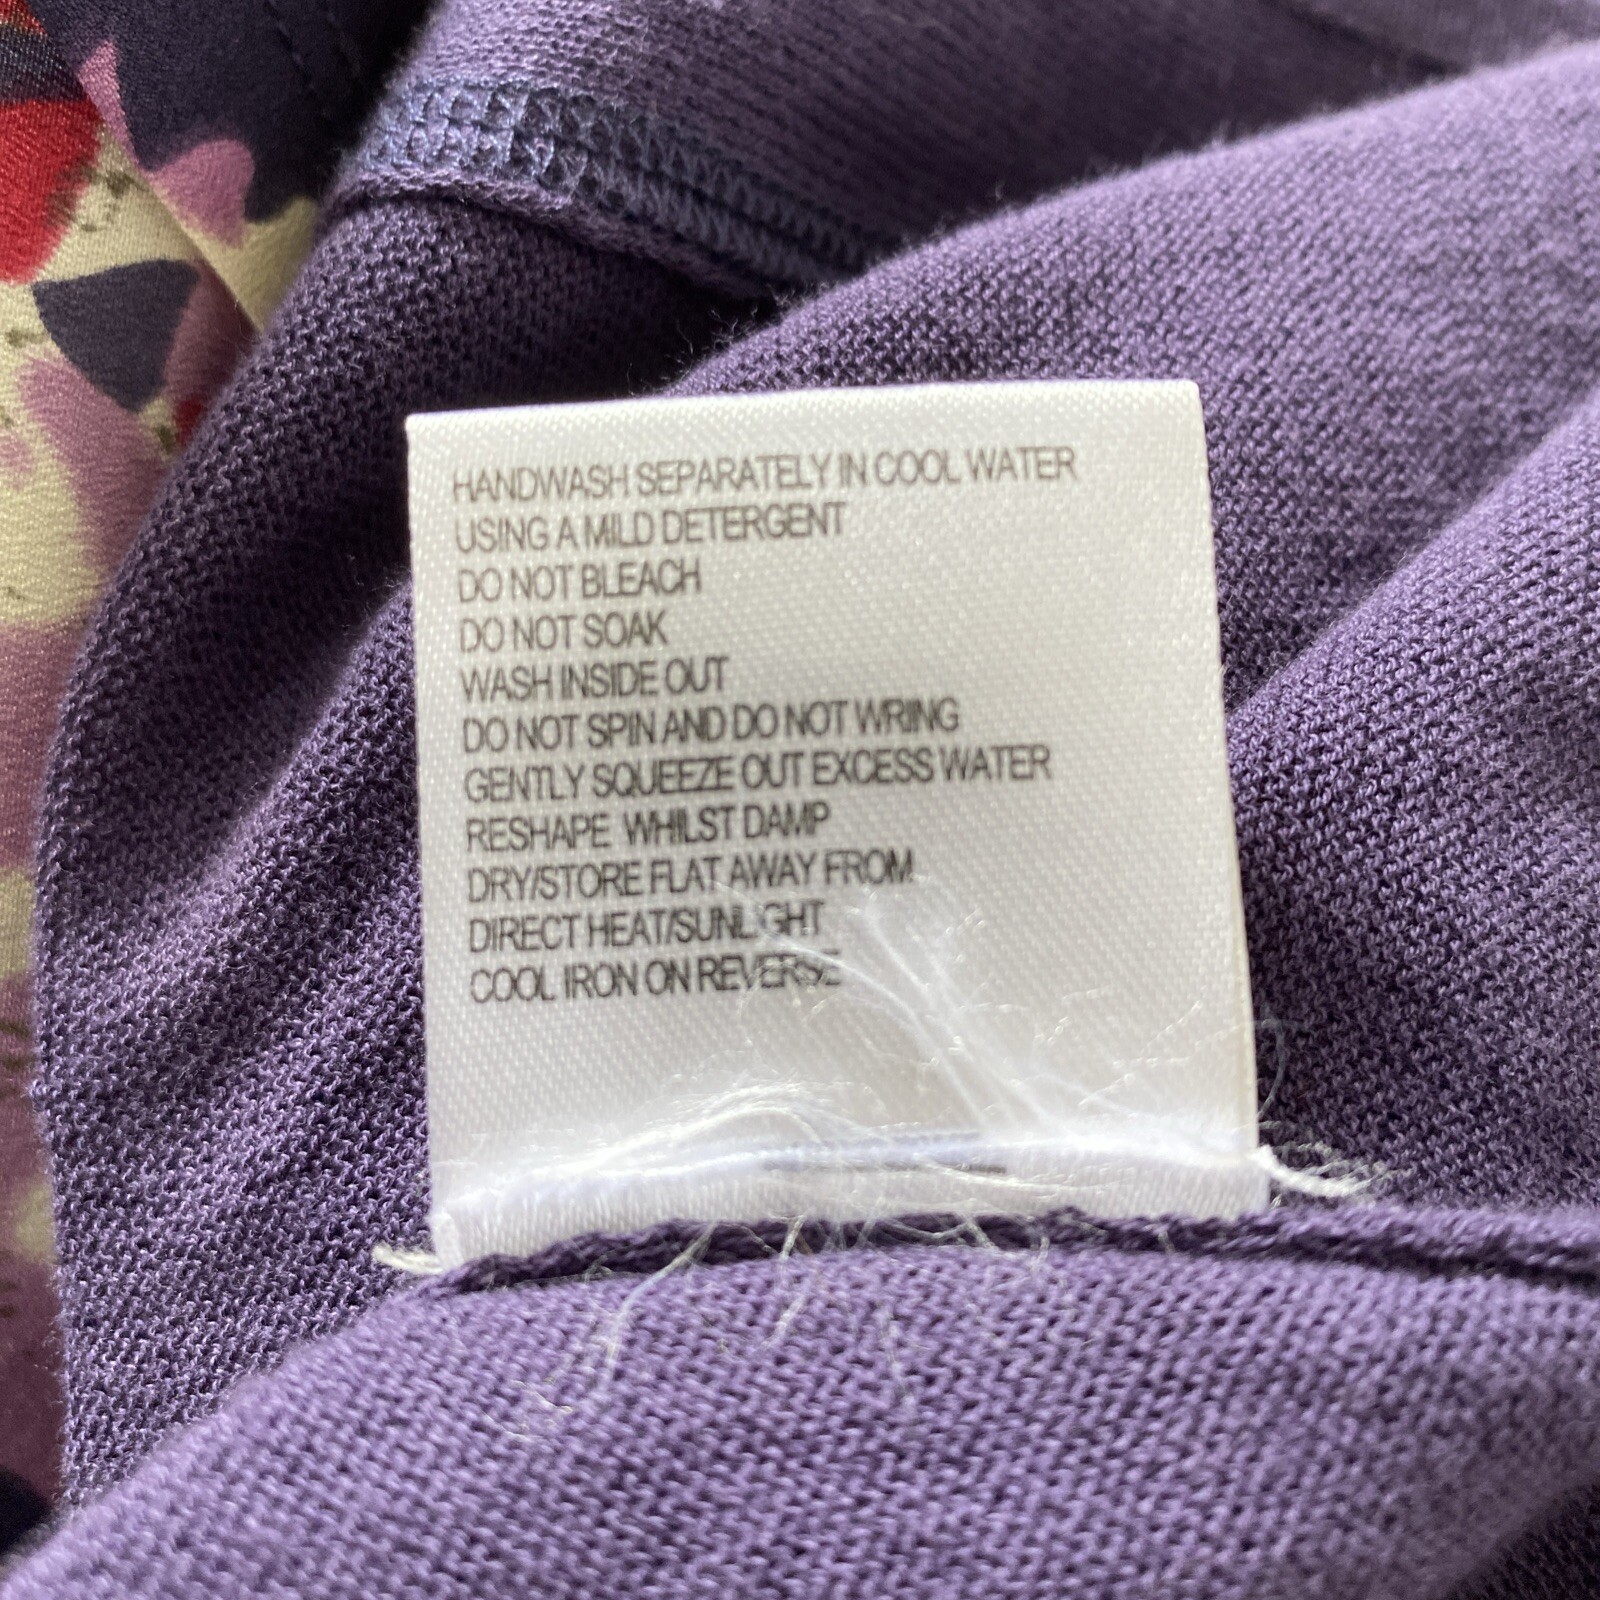 HANDWASH SEPARATELY IN COOL WATER
USING A MILD DETERGENT
DO NOT BLEACH
DO NOT SOAK
WASH INSIDE OUT
DO NOT SPIN AND DO NOT WRIING
GENTLY SQUEEZE OUT EXCESS WATER
RESHAPE WHILST DAMP
DRY/STORE FLAT AWAY FROM
DIRECT HEAT/SUNLIGHT
COOL IRON ON REVERSE